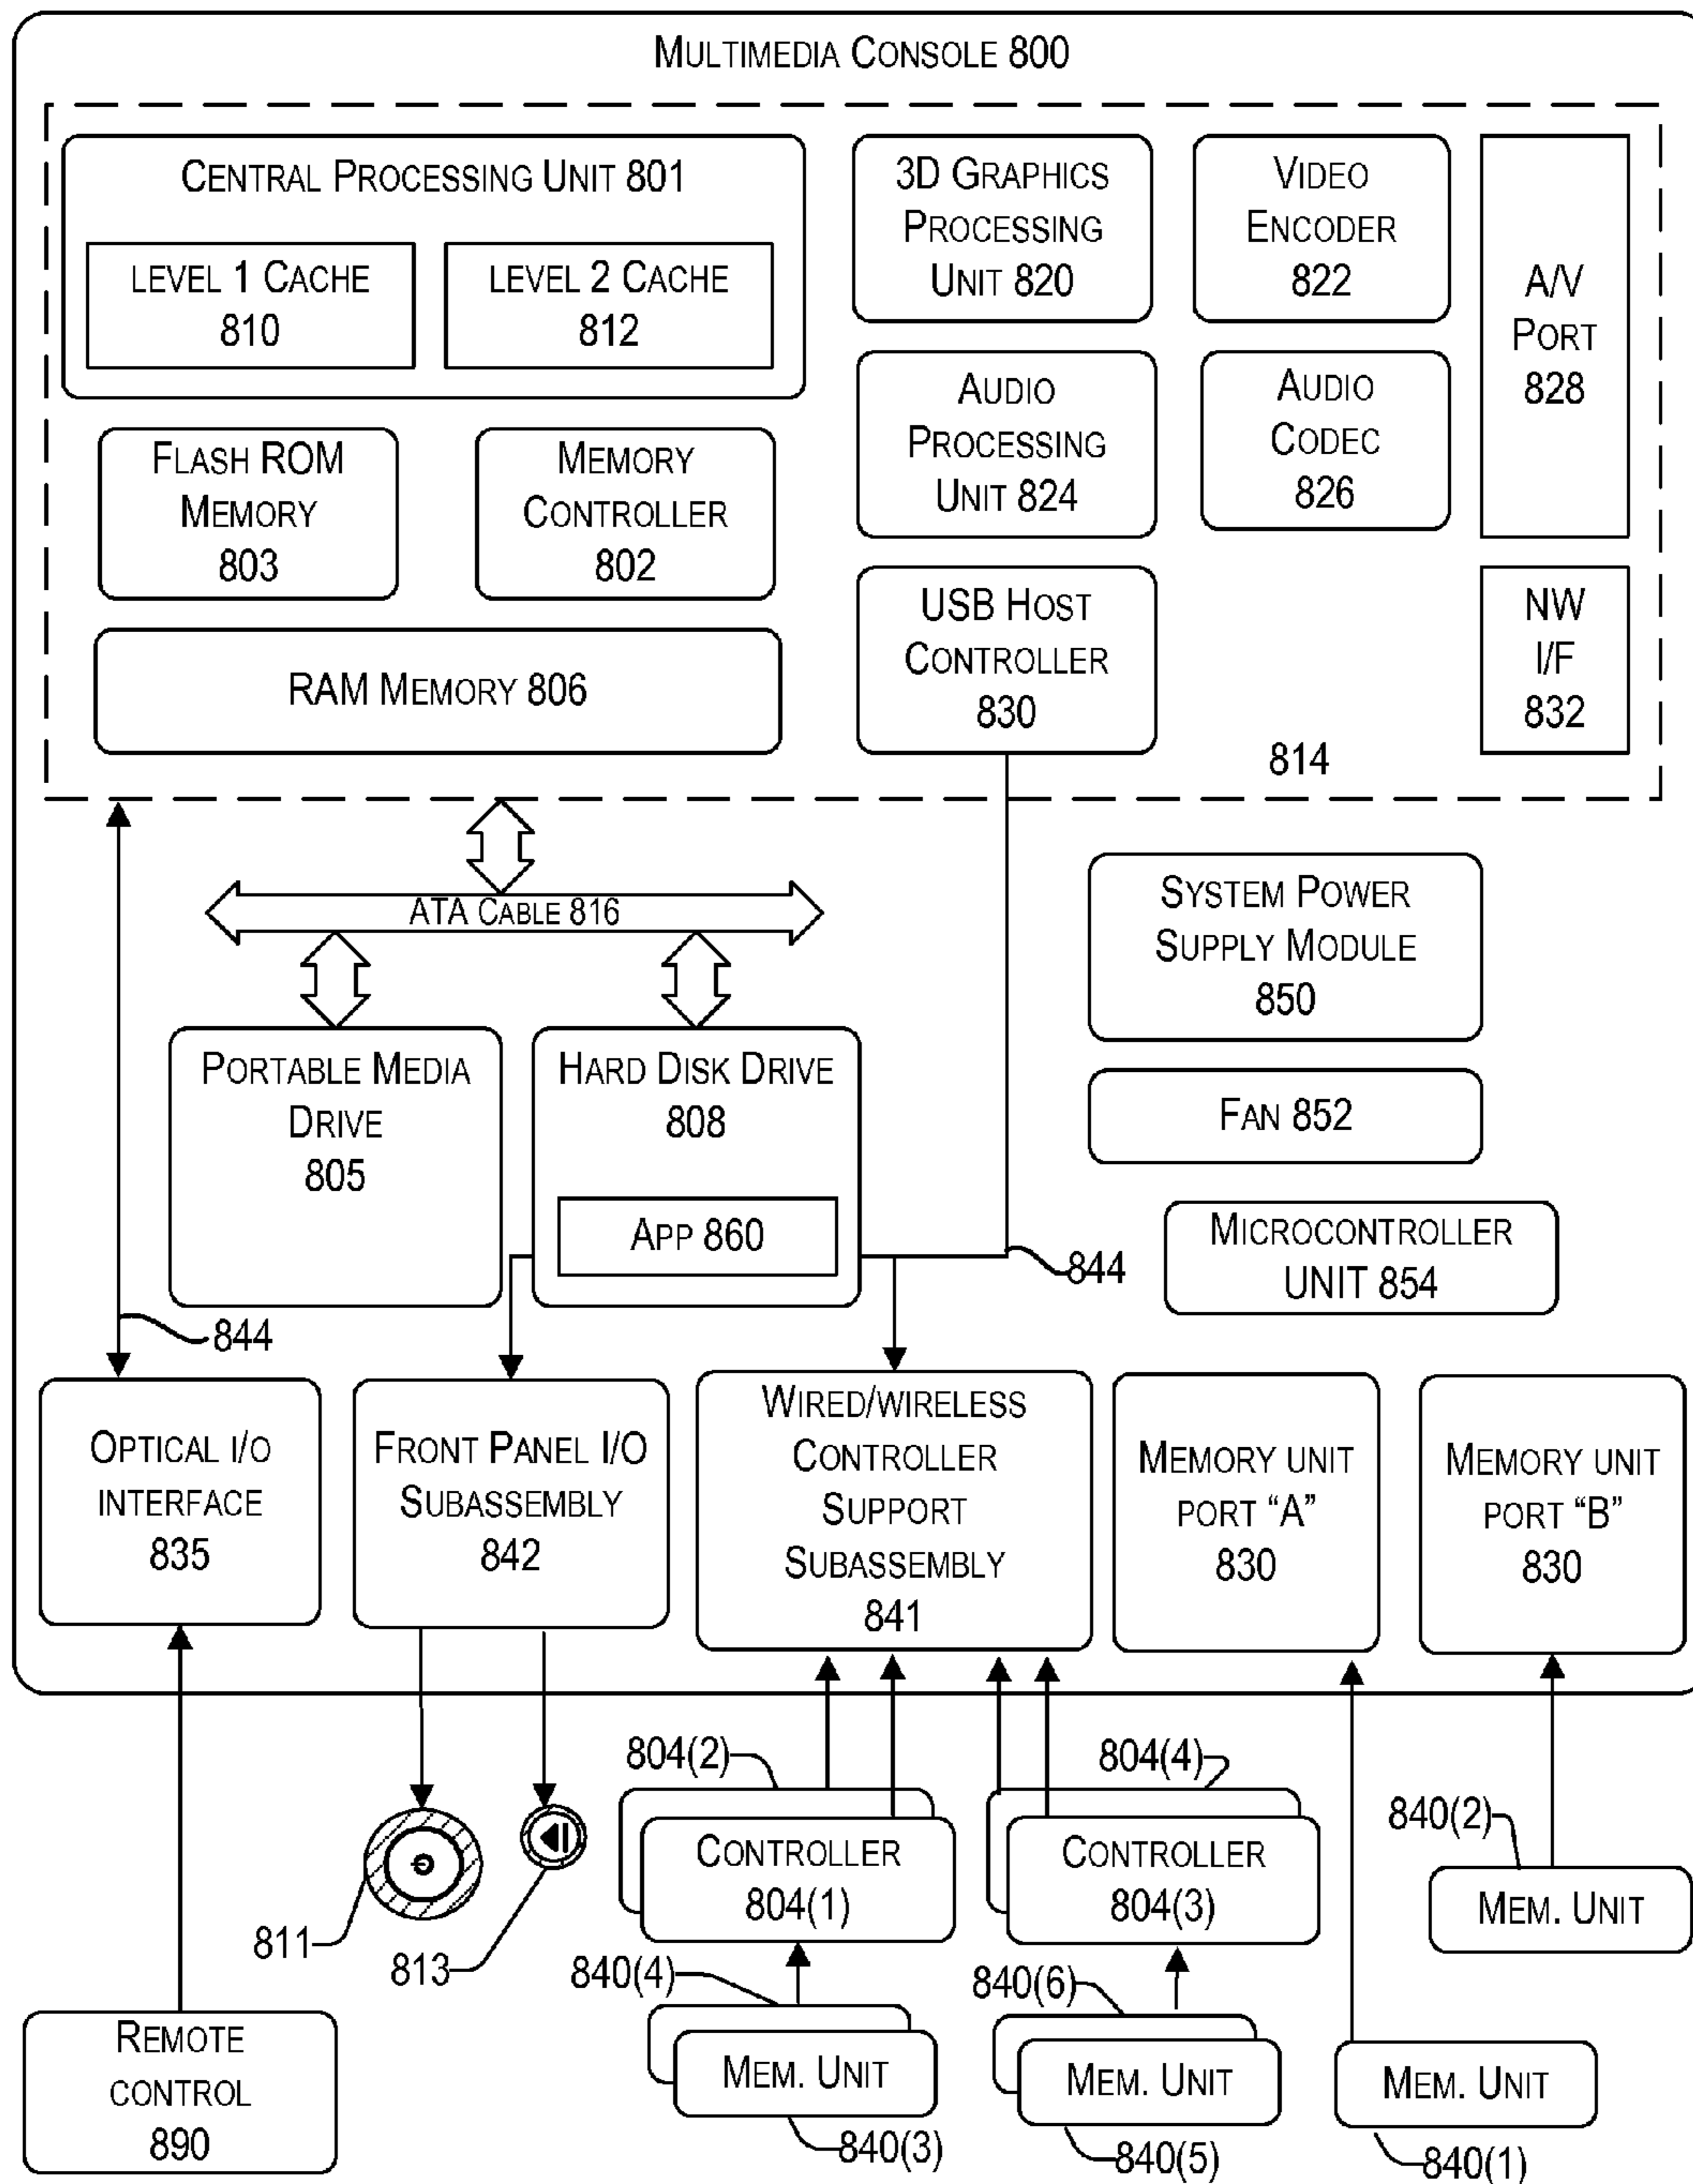 MULTIMEDIA CONSOLE 800
CENTRAL PROCESSING UNIT 801
LEVEL 1 CACHE
810
LEVEL 2 CACHE
812
3D GRAPHICS
PROCESSING
UNIT 820
VIDEO
ENCODER
822
A/V
PORT
828
AUDIO
PROCESSING
UNIT 824
AUDIO
CODEC
826
FLASH ROM
MEMORY
803
MEMORY
CONTROLLER
802
USB HOST
CONTROLLER
830
NW
I/F
832
RAM MEMORY 806
814
ATA CABLE 816
SYSTEM POWER
SUPPLY MODULE
850
PORTABLE MEDIA
DRIVE
805
HARD DISK DRIVE
808
APP 860
FAN 852
MICROCONTROLLER
UNIT 854
844
844
OPTICAL I/O
INTERFACE
835
FRONT PANEL I/O
SUBASSEMBLY
842
WIRED/WIRELESS
CONTROLLER
SUPPORT
SUBASSEMBLY
841
MEMORY UNIT
PORT “A”
830
MEMORY UNIT
PORT “B”
830
804(2)
804(4)
CONTROLLER
804(1)
CONTROLLER
804(3)
840(2)
MEM. UNIT
811
813
840(4)
840(6)
REMOTE
CONTROL
890
MEM. UNIT
840(3)
MEM. UNIT
840(5)
MEM. UNIT
840(1)